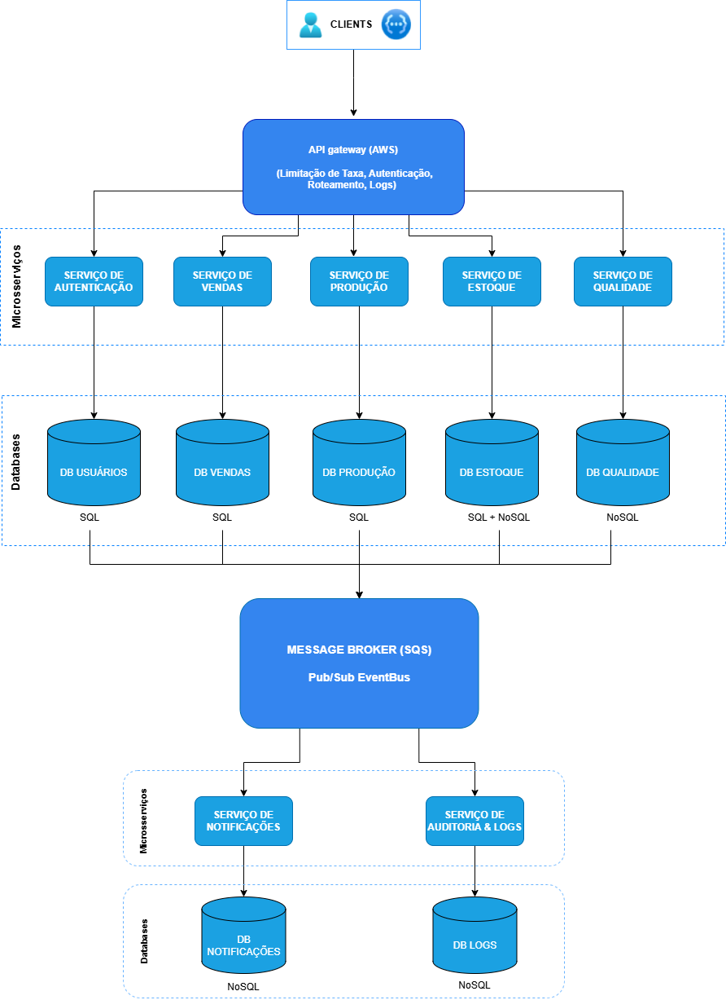 CLIENTS
API gateway (AWS)
(Limitação de Taxa, Autenticação,
Roteamento, Logs)
Microsserviços
SERVIÇO DE
AUTENTICAÇÃO
SERVIÇO DE
VENDAS
SERVIÇO DE
PRODUÇÃO
SERVIÇO DE
ESTOQUE
SERVIÇO DE
QUALIDADE
Databases
DB USUÁRIOS
DB VENDAS
DB PRODUÇÃO
DB ESTOQUE
DB QUALIDADE
SQL
SQL
SQL
SQL + NoSQL
NoSQL
MESSAGE BROKER (SQS)
Pub/Sub EventBus
Microsserviços
SERVIÇO DE
NOTIFICAÇÕES
SERVIÇO DE
AUDITORIA & LOGS
Databases
DB
NOTIFICAÇÕES
DB LOGS
NoSQL
NoSQL